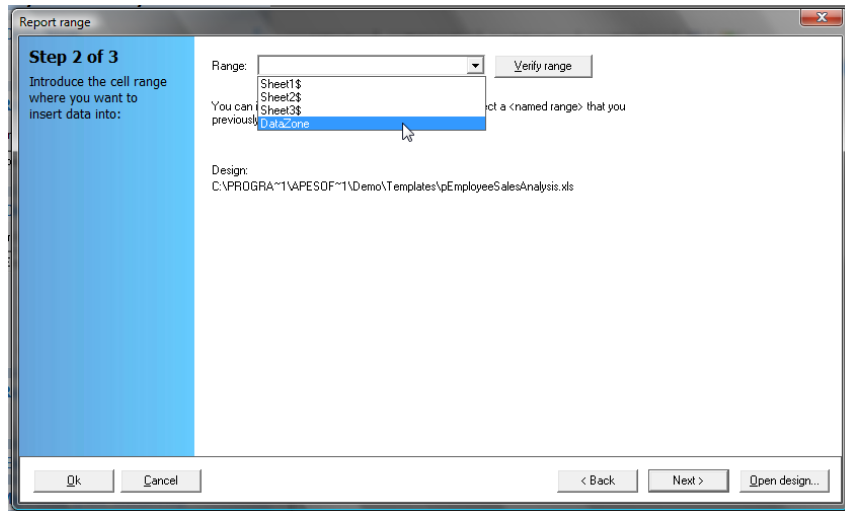 Report range
Step 2 of 3
Introduce the cell range
where you want to
insert data into:
Range:
Verify range
Sheet1$
Sheet2$
Sheet3$
DataZone
You can
ect a <named range> that you
previously
Design:
C:\PROGRA~1\APESOF~1\Demo\Templates\pEmployeeSalesAnalysis.xls
Ok
Cancel
< Back
Next >
Open design...